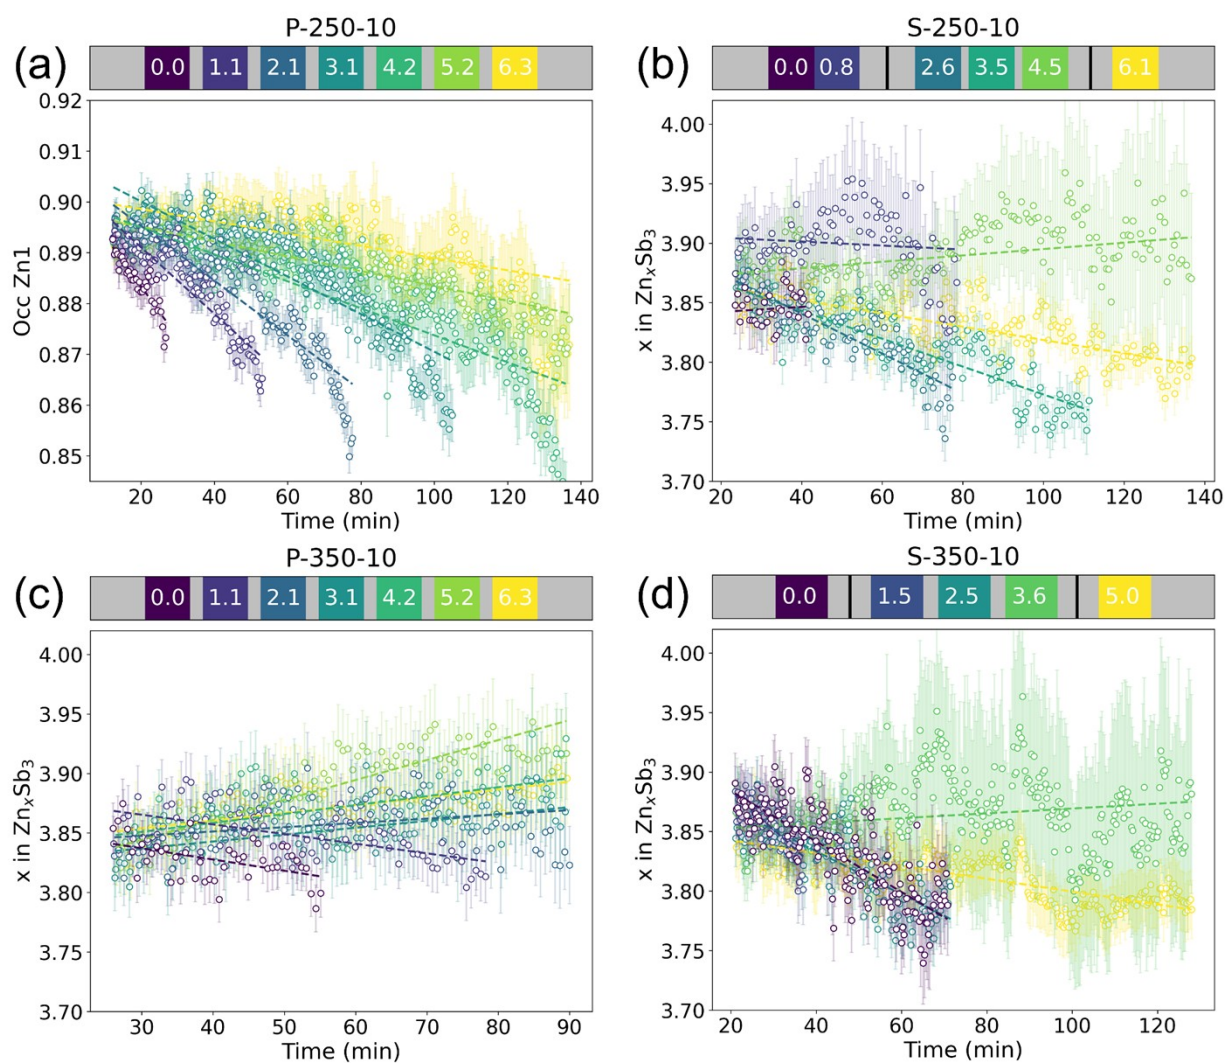 P-250-10
(a) 0.0 1.1 2.1 3.1 4.2 5.2 6.3
0.92
0.91
0.90
0.89
0.88
0.87
0.86
0.85
Occ Zn1
20 40 60 80 100 120 140
Time (min)
S-250-10
(b) 0.0 0.8 2.6 3.5 4.5 6.1
4.00
3.95
3.90
3.85
3.80
3.75
3.70
x in ZnₓSb₃
20 40 60 80 100 120 140
Time (min)
P-350-10
(c) 0.0 1.1 2.1 3.1 4.2 5.2 6.3
4.00
3.95
3.90
3.85
3.80
3.75
3.70
x in ZnₓSb₃
30 40 50 60 70 80 90
Time (min)
S-350-10
(d) 0.0 1.5 2.5 3.6 5.0
4.00
3.95
3.90
3.85
3.80
3.75
3.70
x in ZnₓSb₃
20 40 60 80 100 120
Time (min)